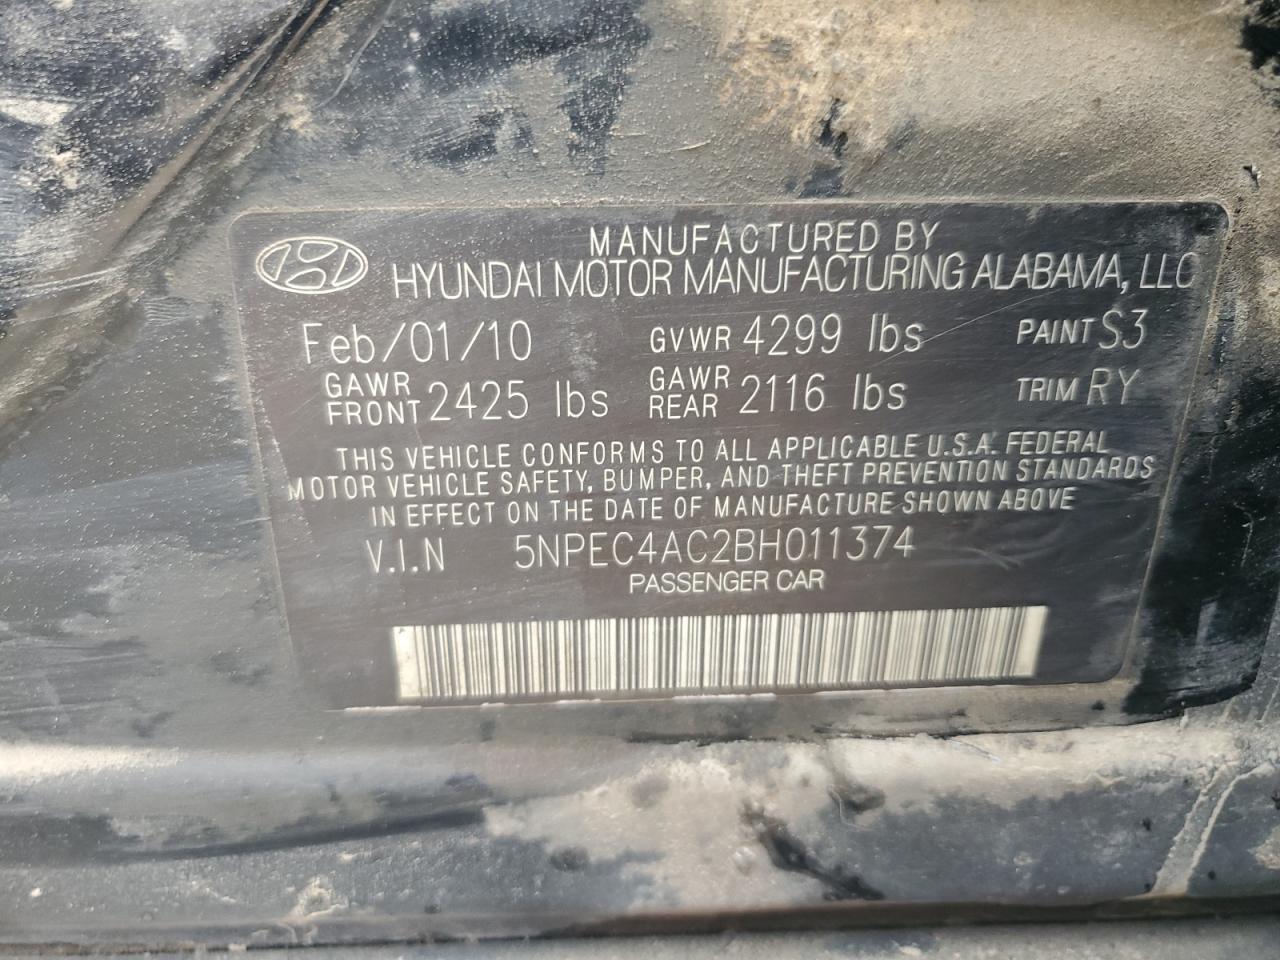 MANUFACTURED BY
HYUNDAI MOTOR MANUFACTURING ALABAMA, LLC
Feb/01/10 GVWR 4299 lbs PAINT S3
GAWR FRONT 2425 lbs GAWR REAR 2116 lbs TRIM RY
THIS VEHICLE CONFORMS TO ALL APPLICABLE U.S.A. FEDERAL
MOTOR VEHICLE SAFETY, BUMPER, AND THEFT PREVENTION STANDARDS
IN EFFECT ON THE DATE OF MANUFACTURE SHOWN ABOVE
V.I.N 5NPEC4AC2BH011374
PASSENGER CAR